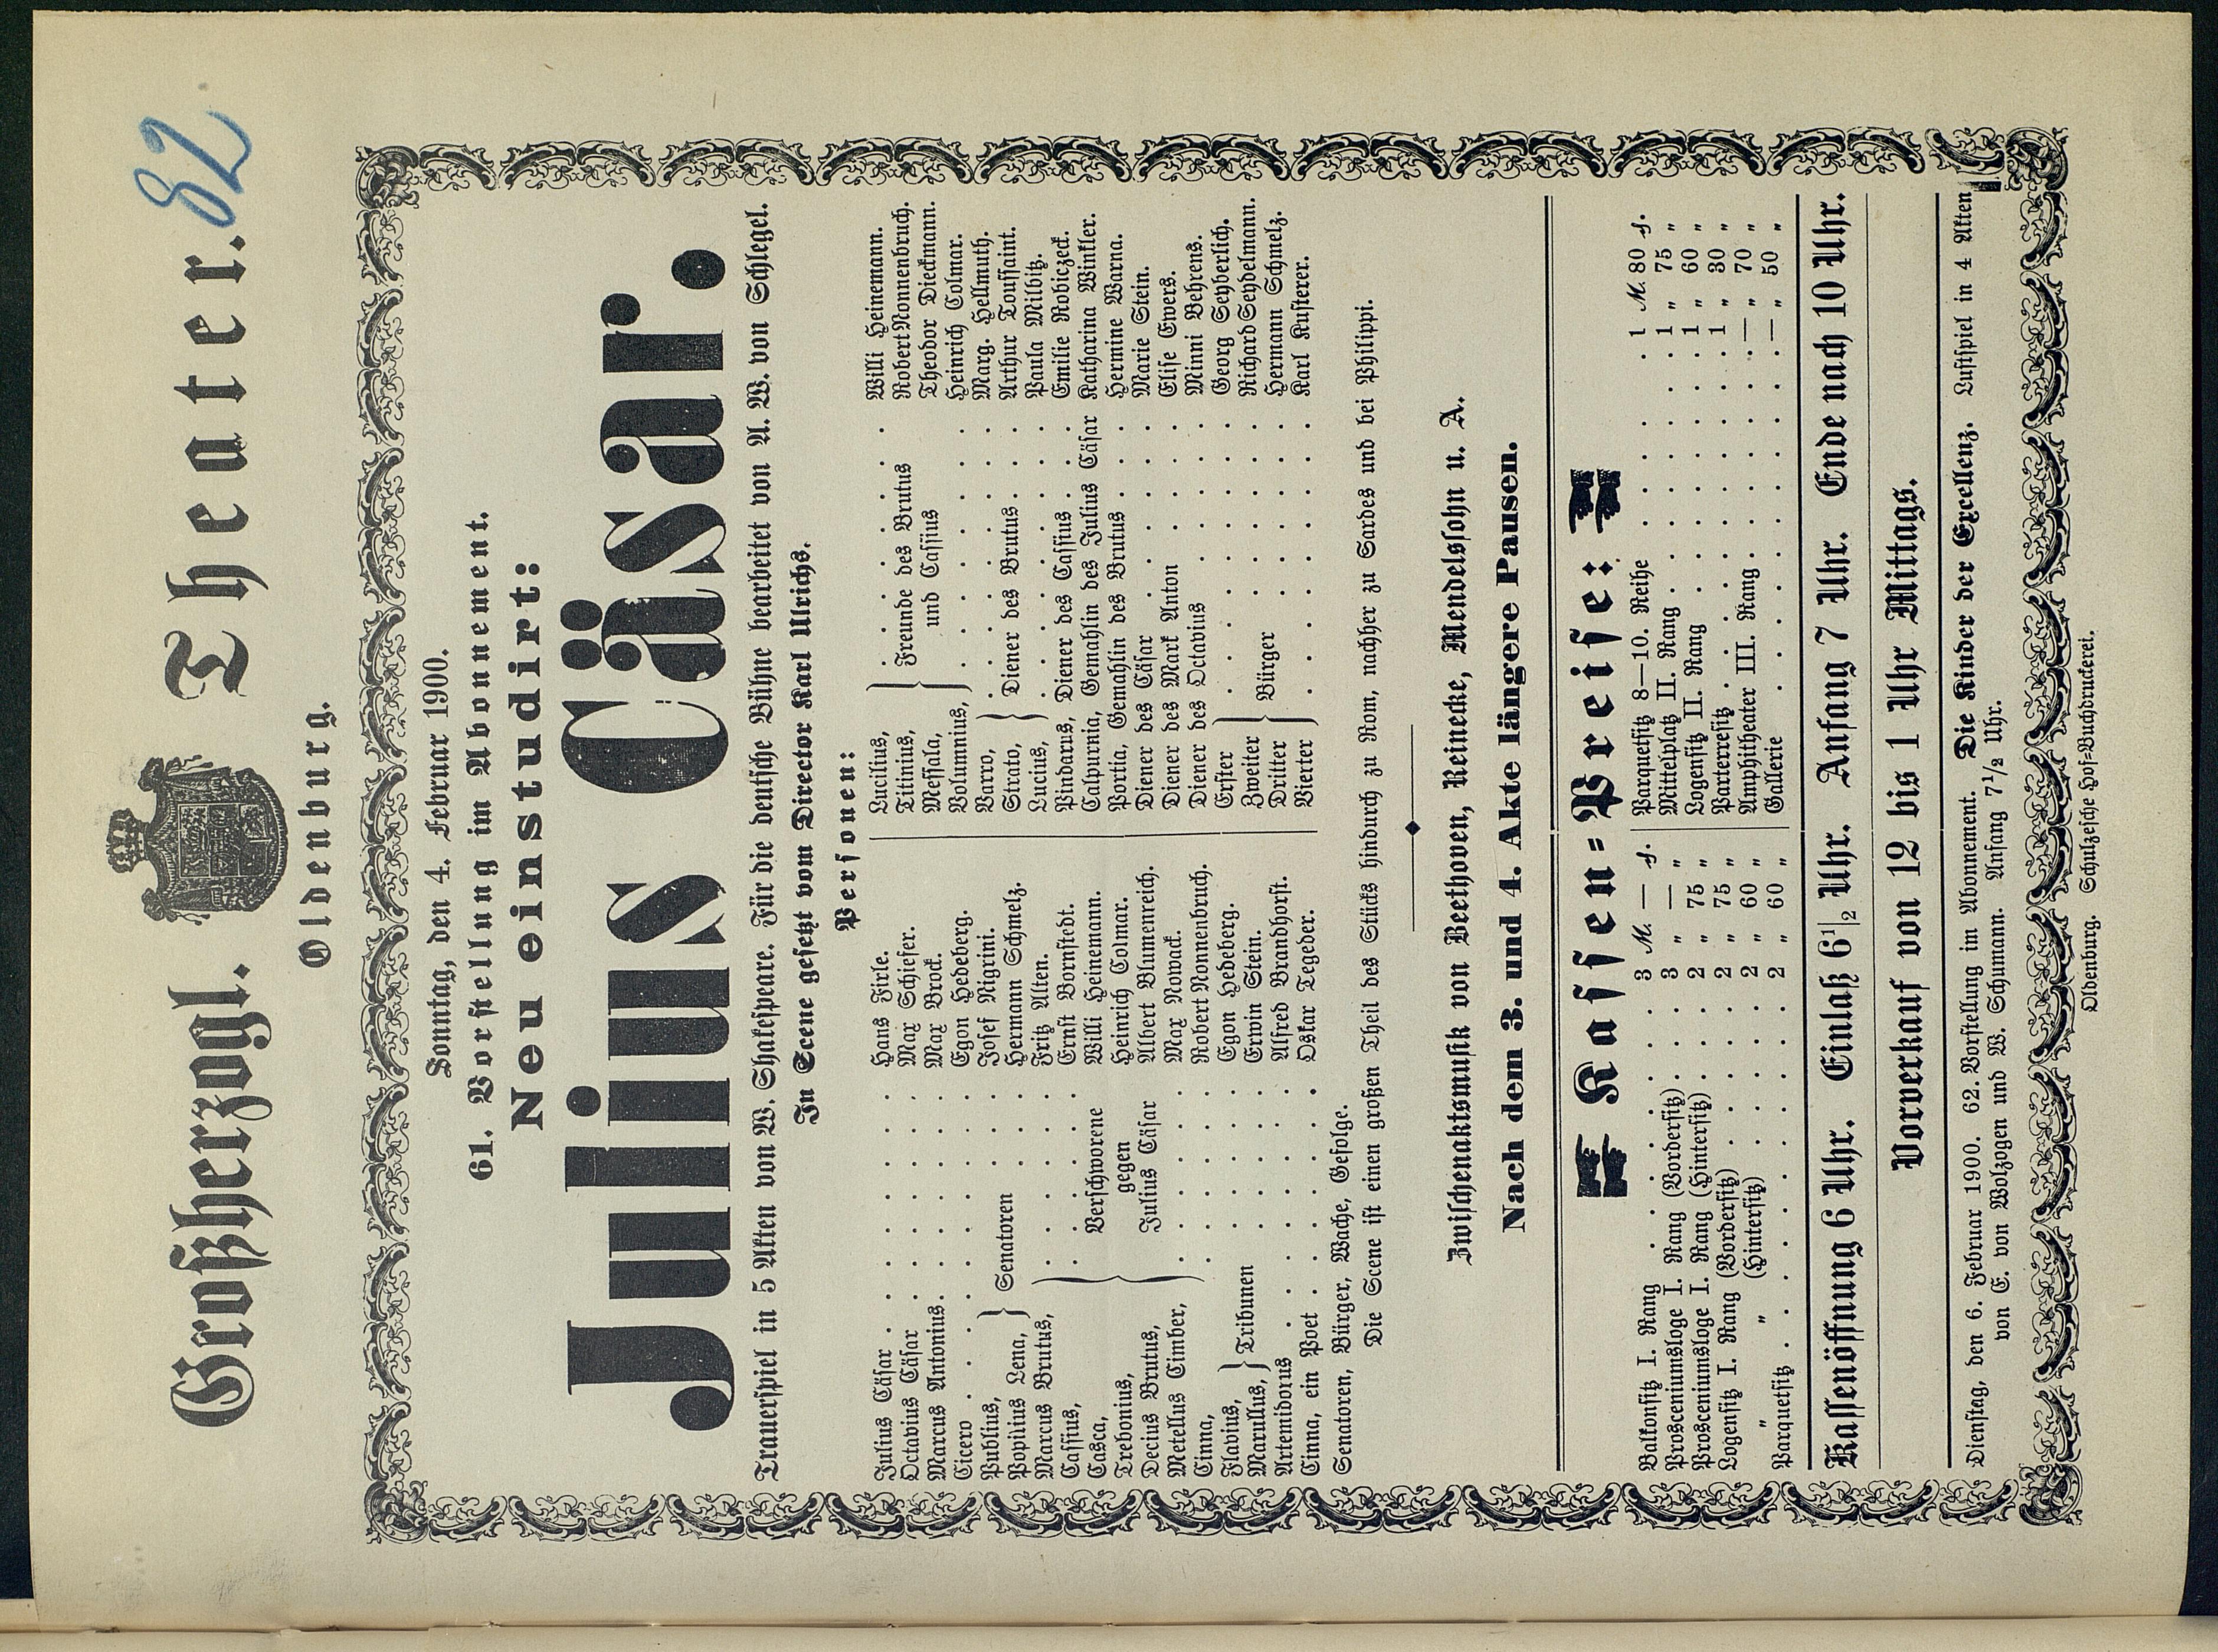 Großherzogl. Theater.
82
Oldenburg.
Sonntag, den 4. Februar 1900.
61. Vorstellung im Abonnement.
Neu einstudirt:
Julius Cäsar.
Trauerspiel in 5 Akten von W. Shakespeare. Für die deutsche Bühne bearbeitet von A. W. von Schlegel.
In Scene gesetzt vom Director Karl Ulrichs.
Personen:
Julius Cäsar . . . . . Hans Firle.
Octavius Cäsar . . . . Max Schiefer.
Marcus Antonius . . . . Max Brock.
Cicero . . . . . . Egon Hedeberg.
Publius, } Senatoren . . Josef Nigrini.
Popilius Lena, } . . Hermann Schmelz.
Marcus Brutus, . . . Fritz Alten.
Cassius, . . . Ernst Bornstedt.
Casca, Verschworene Willi Heinemann.
Trebonius, gegen Heinrich Colmar.
Decius Brutus, Julius Cäsar Albert Blumenreich.
Metellus Cimber, . . . Max Nowack.
Cinna, . . . Robert Nonnenbruch.
Flavius, } Tribunen . . . Egon Hedeberg.
Marullus, } . . . Erwin Stein.
Artemidorus . . . . . Alfred Brandhorst.
Cinna, ein Poet . . . . Oskar Tegeder.
Senatoren, Bürger, Wache, Gefolge.
Lucilius, . . . . . Willi Heinemann.
Titinius, Freunde des Brutus Robert Nonnenbruch.
Messala, und Cassius Theodor Dieckmann.
Volumnius, . . . . . Heinrich Colmar.
Varro, . . . . . Marg. Hellmuth.
Strato, } Diener des Brutus . . Arthur Toussaint.
Lucius, . . . . . Paula Milbitz.
Pindarus, Diener des Cassius . . Emilie Robiczeck.
Calpurnia, Gemahlin des Julius Cäsar Katharina Winkler.
Portia, Gemahlin des Brutus . . Hermine Warna.
Diener des Cäsar . . . . Marie Stein.
Diener des Mark Anton . . . Elise Ewers.
Diener des Octavius . . . Minni Behrens.
Erster . . . . . Georg Seyberlich.
Zweiter } Bürger . . . . Richard Seydelmann.
Dritter . . . . Hermann Schmelz.
Vierter . . . . . Karl Kusterer.
Die Scene ist einen großen Theil des Stücks hindurch zu Rom, nachher zu Sardes und bei Philippi.
Zwischenaktsmusik von Beethoven, Reinecke, Mendelssohn u. A.
Nach dem 3. und 4. Akte längere Pausen.
Kassen=Preise:
Balkonsitz I. Rang . . . . . 3 M. — ₰.
Prosceniumsloge I. Rang (Vordersitz) . . 3 „ — „
Prosceniumsloge I. Rang (Hintersitz) . . 2 „ 75 „
Logensitz I. Rang (Vordersitz) . . . 2 „ 75 „
„ „ (Hintersitz) . . . 2 „ 60 „
Parquetsitz . . . . . . 2 „ 60 „
Parquetsitz 8—10. Reihe . . . . . 1 M. 80 ₰.
Mittelplatz II. Rang . . . . . 1 „ 75 „
Logensitz II. Rang . . . . . 1 „ 60 „
Parterresitz . . . . . . 1 „ 30 „
Amphitheater III. Rang . . . . — „ 70 „
Gallerie . . . . . . — „ 50 „
Kassenöffnung 6 Uhr. Einlaß 6 1/2 Uhr. Anfang 7 Uhr. Ende nach 10 Uhr.
Vorverkauf von 12 bis 1 Uhr Mittags.
Dienstag, den 6. Februar 1900. 62. Vorstellung im Abonnement. Die Kinder der Excellenz. Lustspiel in 4 Akten
von E. von Wolzogen und W. Schumann. Anfang 7 1/2 Uhr.
Oldenburg. Schulzesche Hof=Buchdruckerei.